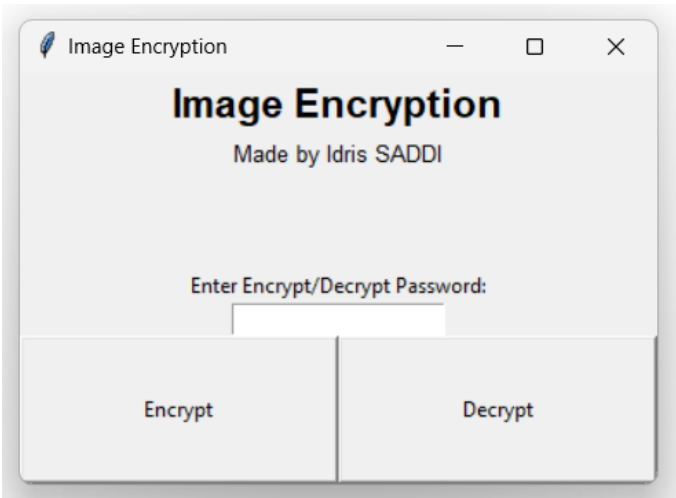 Image Encryption
Image Encryption
Made by Idris SADDI
Enter Encrypt/Decrypt Password:
Encrypt
Decrypt